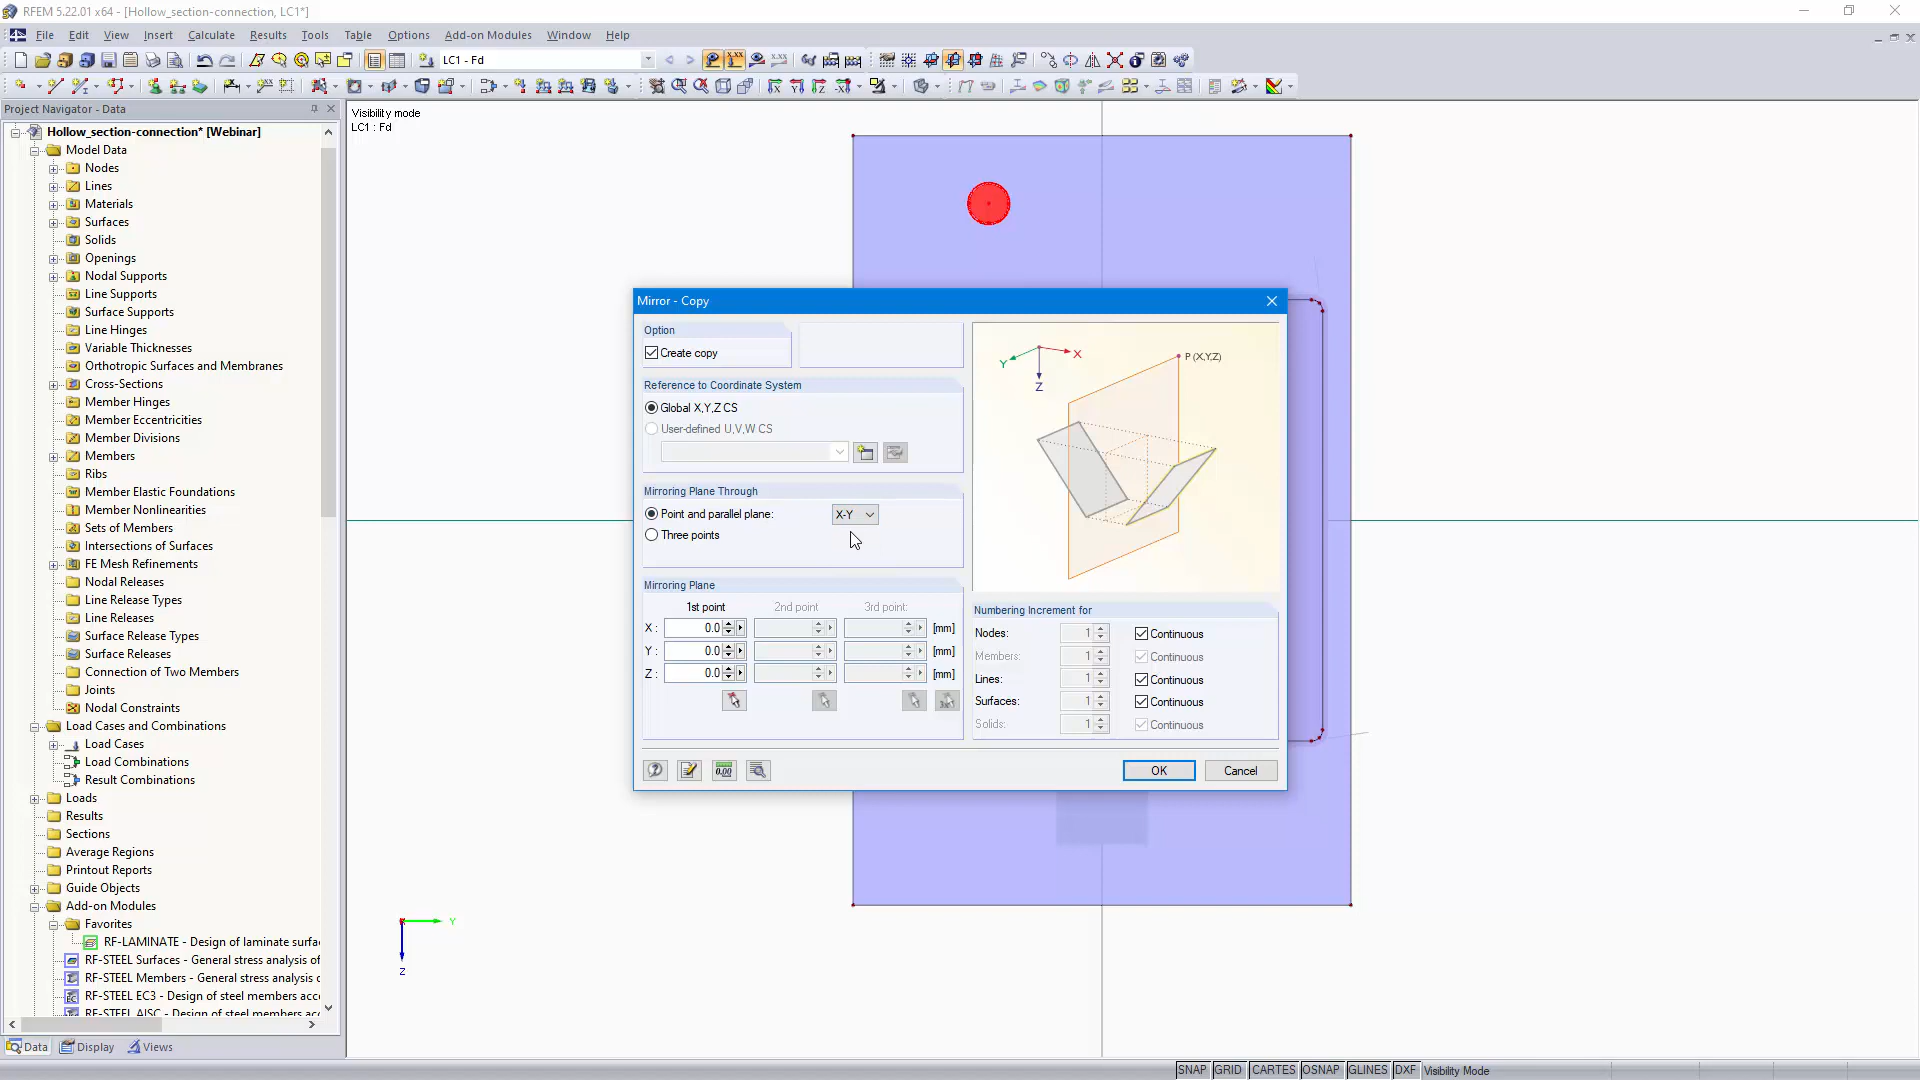 RFEM 5.22.01 x64 - [Hollow_section-connection, LC1*]
File Edit View Insert Calculate Results Tools Table Options Add-on Modules Window Help
LC1 - Fd
Project Navigator - Data
Hollow_section-connection* [Webinar]
Model Data
Nodes
Lines
Materials
Surfaces
Solids
Openings
Nodal Supports
Line Supports
Surface Supports
Line Hinges
Variable Thicknesses
Orthotropic Surfaces and Membranes
Cross-Sections
Member Hinges
Member Eccentricities
Member Divisions
Members
Ribs
Member Elastic Foundations
Member Nonlinearities
Sets of Members
Intersections of Surfaces
FE Mesh Refinements
Nodal Releases
Line Release Types
Line Releases
Surface Release Types
Surface Releases
Connection of Two Members
Joints
Nodal Constraints
Load Cases and Combinations
Load Cases
Load Combinations
Result Combinations
Loads
Results
Sections
Average Regions
Printout Reports
Guide Objects
Add-on Modules
Favorites
RF-LAMINATE - Design of laminate surfa
RF-STEEL Surfaces - General stress analysis of
RF-STEEL Members - General stress analysis c
RF-STEEL EC3 - Design of steel members acc
RF-STEEL AISC - Design of steel members acc
Data Display Views
Visibility mode
LC1 : Fd
Mirror - Copy
Option
Create copy
Reference to Coordinate System
Global X,Y,Z CS
User-defined U,V,W CS
Mirroring Plane Through
Point and parallel plane: X-Y
Three points
Mirroring Plane
1st point 2nd point 3rd point:
X : 0.0 [mm]
Y : 0.0 [mm]
Z : 0.0 [mm]
P (X,Y,Z)
X
Y
Z
Numbering Increment for
Nodes: 1 Continuous
Members: 1 Continuous
Lines: 1 Continuous
Surfaces: 1 Continuous
Solids: 1 Continuous
0.00
OK Cancel
Y
Z
SNAP GRID CARTES OSNAP GLINES DXF Visibility Mode